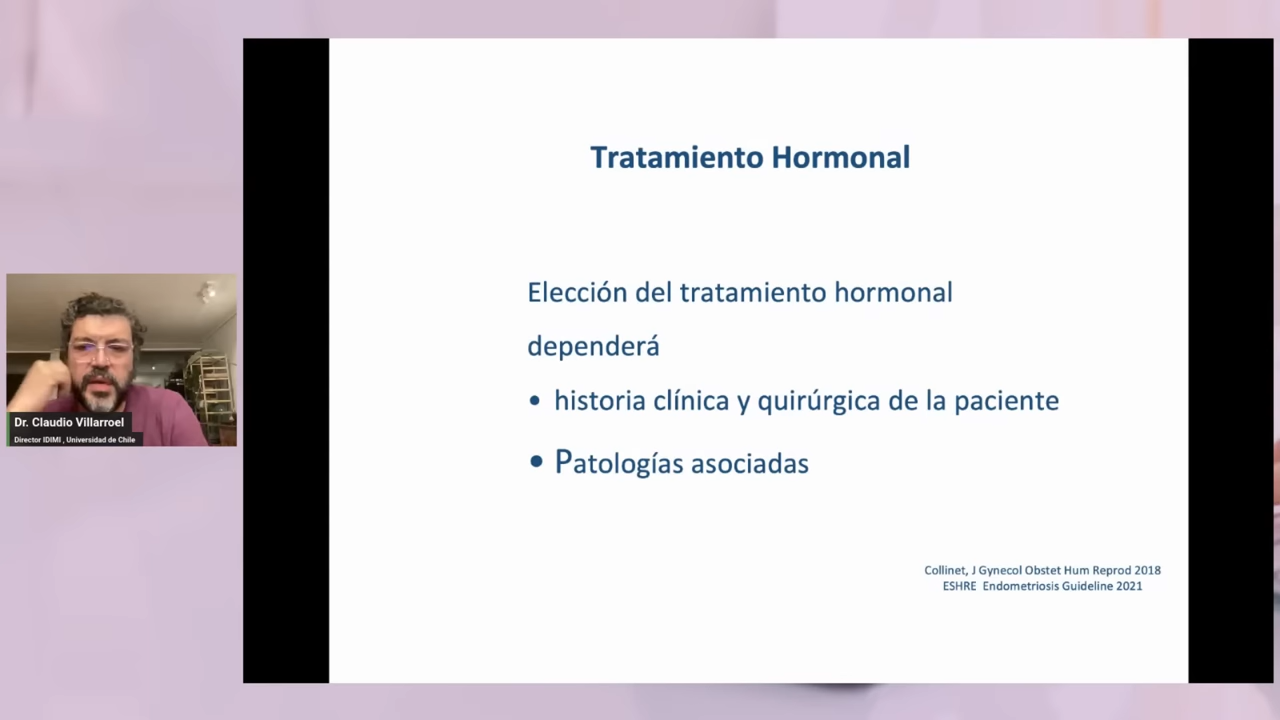 Tratamiento Hormonal
Elección del tratamiento hormonal
dependerá
• historia clínica y quirúrgica de la paciente
• Patologías asociadas
Collinet, J Gynecol Obstet Hum Reprod 2018
ESHRE Endometriosis Guideline 2021
Dr. Claudio Villarroel
Director IDIMI , Universidad de Chile